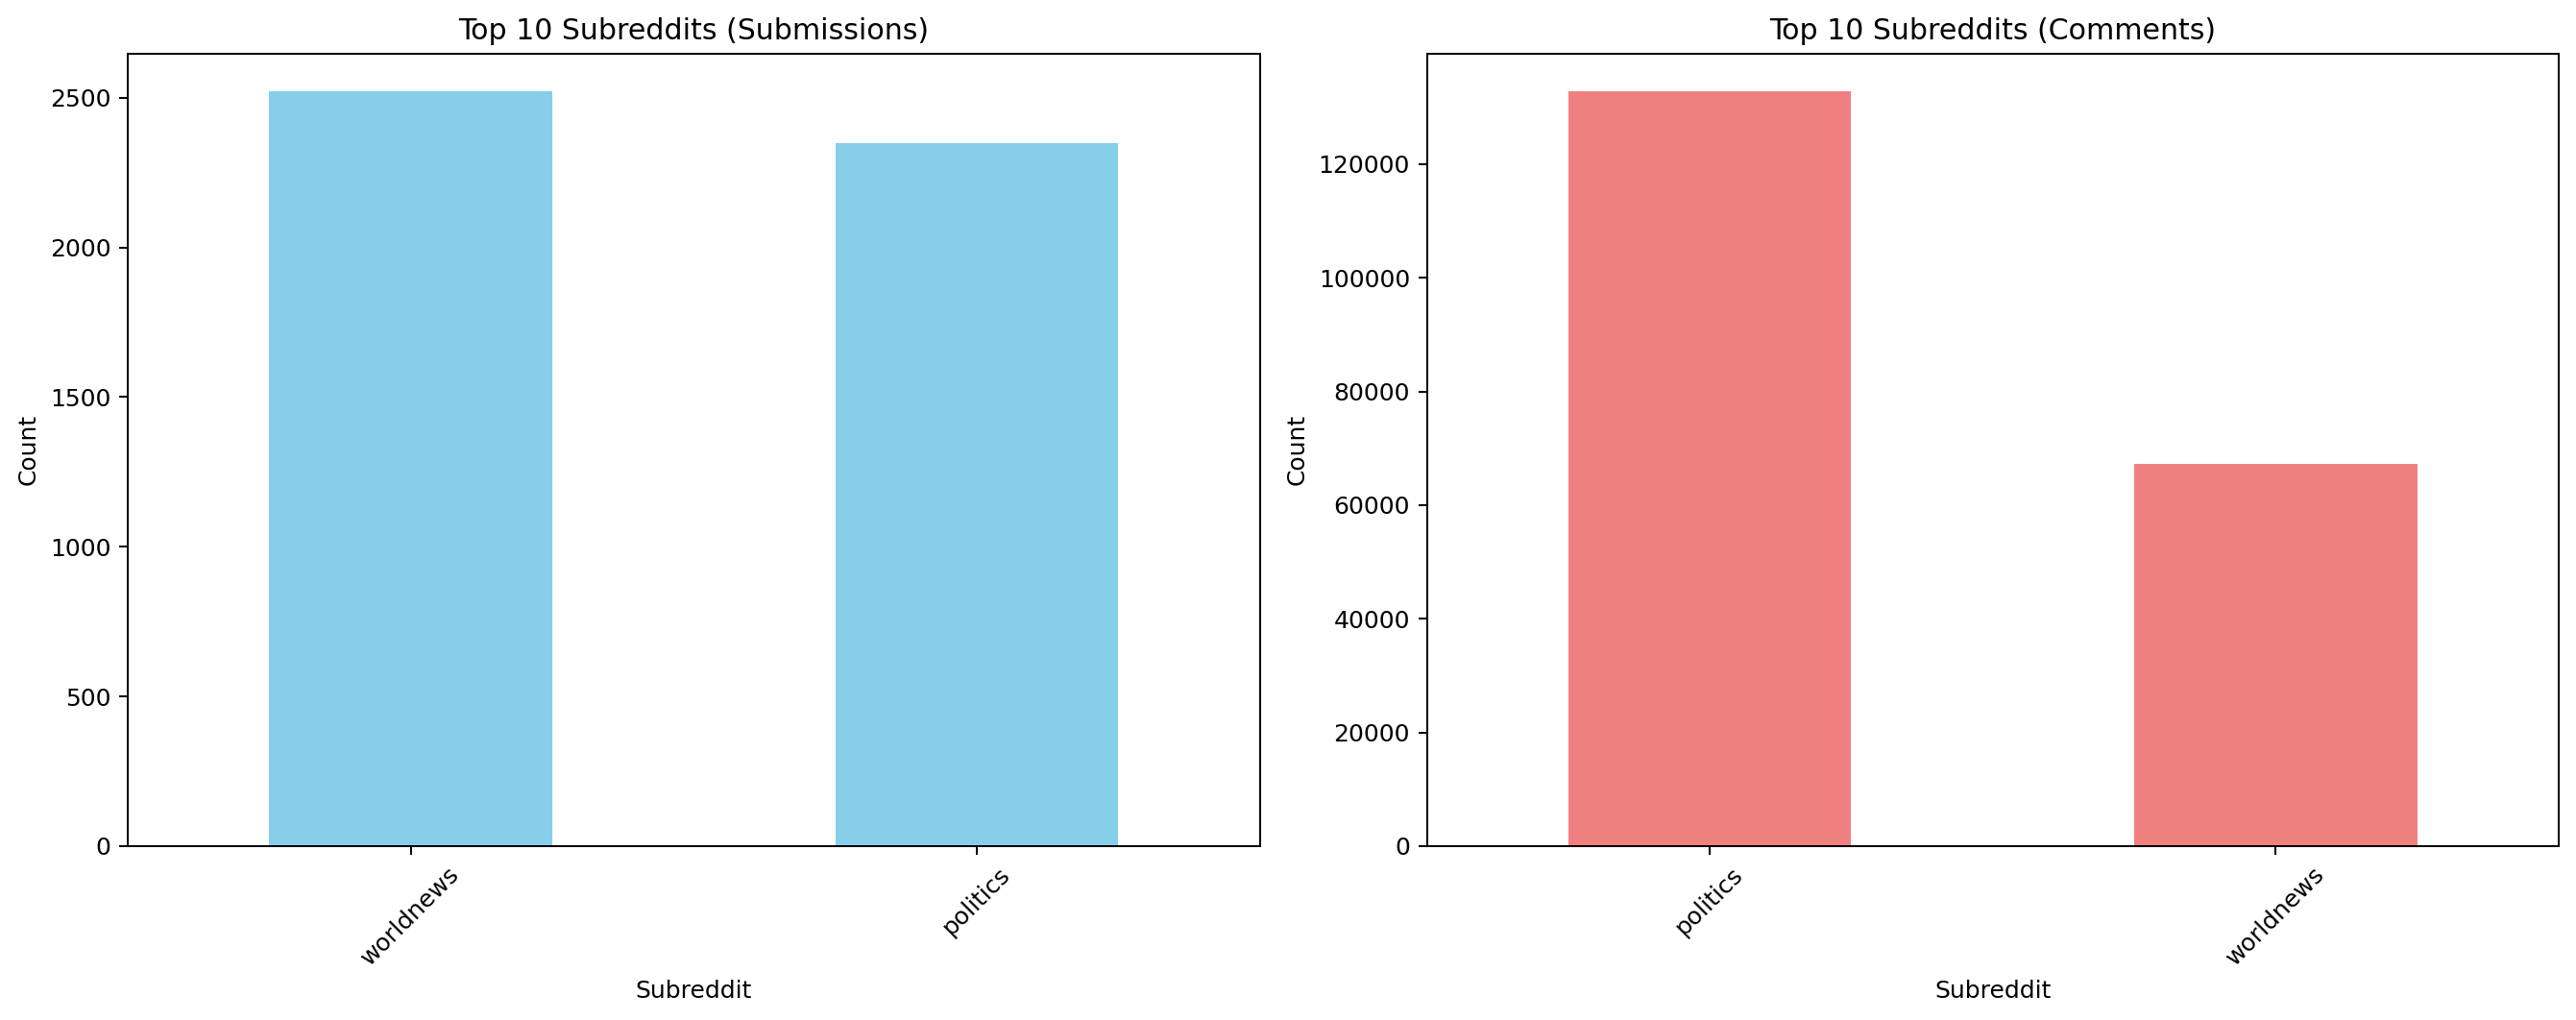 Top 10 Subreddits (Submissions)
Count
2500
2000
1500
1000
500
0
worldnews
politics
Subreddit
Top 10 Subreddits (Comments)
Count
120000
100000
80000
60000
40000
20000
0
politics
worldnews
Subreddit